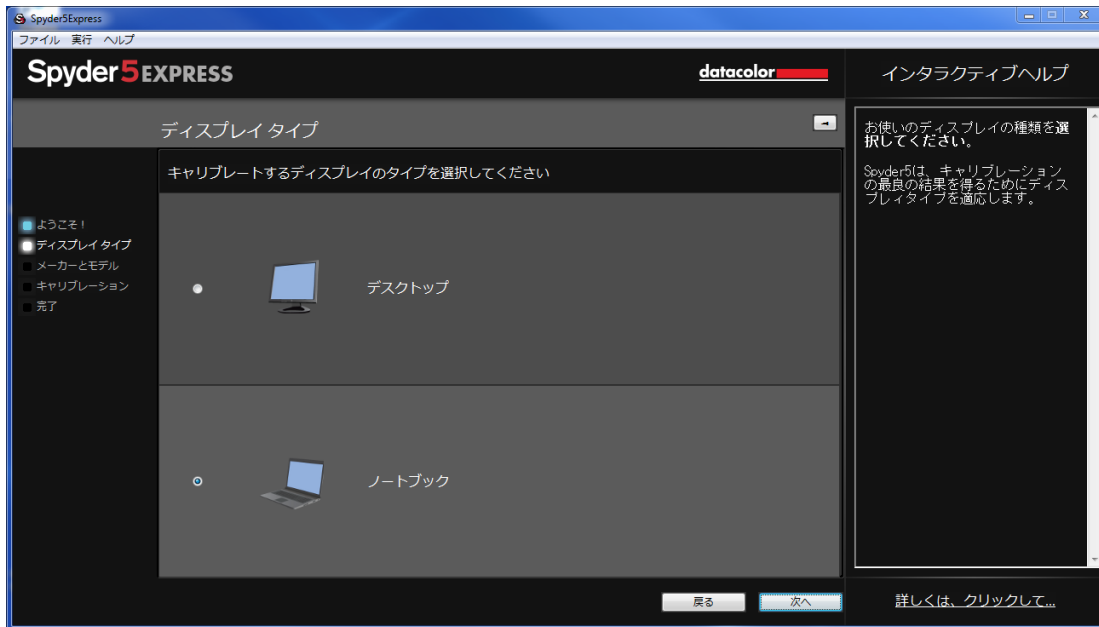 Spyder5Express
ファイル 実行 ヘルプ
Spyder5EXPRESS
datacolor
インタラクティブヘルプ
ディスプレイ タイプ
キャリブレートするディスプレイのタイプを選択してください
ようこそ！
ディスプレイ タイプ
メーカーとモデル
キャリブレーション
完了
デスクトップ
ノートブック
お使いのディスプレイの種類を選
択してください。
Spyder5は、キャリブレーション
の最良の結果を得るためにディス
プレイタイプを適応します。
戻る
次へ
詳しくは、クリックして...